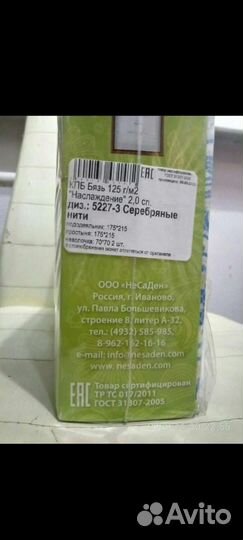 КПБ Бязь 125 г/м2
"Наслаждение" 2,0 сп.
диз.: 5227-3 Серебряные
нити
пододеяльник: 175*215
простыня: 175*215
наволочка: 70*70 2 шт.
EAC
ООО «НеСаДен»
Россия, г. Иваново,
ул. Павла Большевикова,
строение 8, литер А-32,
тел.: (4932) 585-985,
8-962-162-16-16
e-mail: info@nesaden.com
www.nesaden.com
EAC
Товар сертифицирован
ТР ТС 017/2011
ГОСТ 31307-2005
Avito